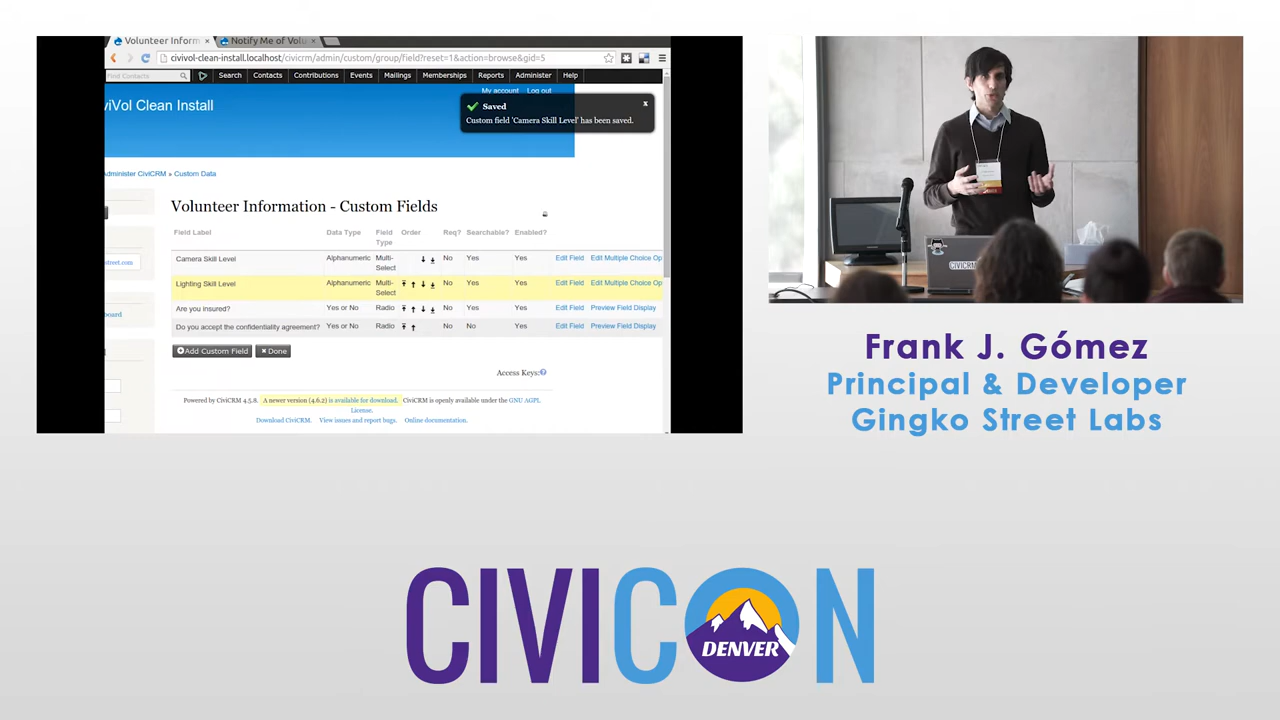 Volunteer Inform × Notify Me of Volu ×
civivol-clean-install.localhost/civicrm/admin/custom/group/field?reset=1&action=browse&gid=5
Find Contacts Search Contacts Contributions Events Mailings Memberships Reports Administer Help
My account Log out
iviVol Clean Install
Saved x
Custom field 'Camera Skill Level' has been saved.
Administer CiviCRM » Custom Data
Volunteer Information - Custom Fields
Field Label Data Type Field Type Order Req? Searchable? Enabled?
Camera Skill Level Alphanumeric Multi-Select No Yes Yes Edit Field Edit Multiple Choice Op
Lighting Skill Level Alphanumeric Multi-Select No Yes Yes Edit Field Edit Multiple Choice Op
Are you insured? Yes or No Radio No Yes Yes Edit Field Preview Field Display
Do you accept the confidentiality agreement? Yes or No Radio No No Yes Edit Field Preview Field Display
street.com
board
Add Custom Field × Done
Access Keys:
Powered by CiviCRM 4.5.8. A newer version (4.6.2) is available for download. CiviCRM is openly available under the GNU AGPL
License.
Download CiviCRM. View issues and report bugs. Online documentation.
CIVICRM
Frank J. Gómez
Principal & Developer
Gingko Street Labs
CIVICON
DENVER